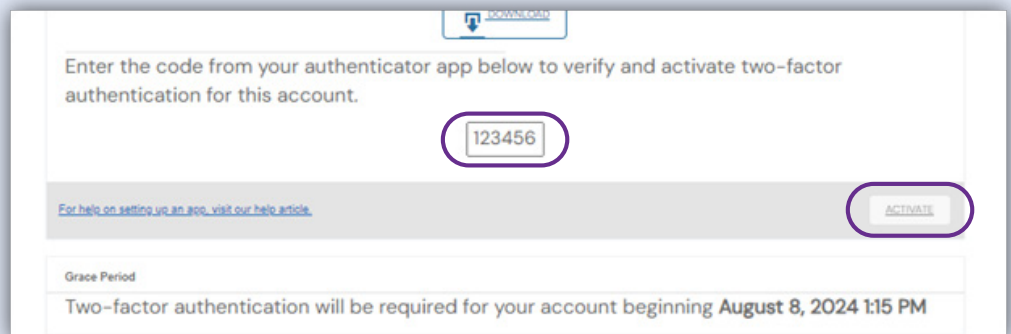 DOWNLOAD
Enter the code from your authenticator app below to verify and activate two-factor
authentication for this account.
123456
For help on setting up an app, visit our help article.
ACTIVATE
Grace Period
Two-factor authentication will be required for your account beginning August 8, 2024 1:15 PM